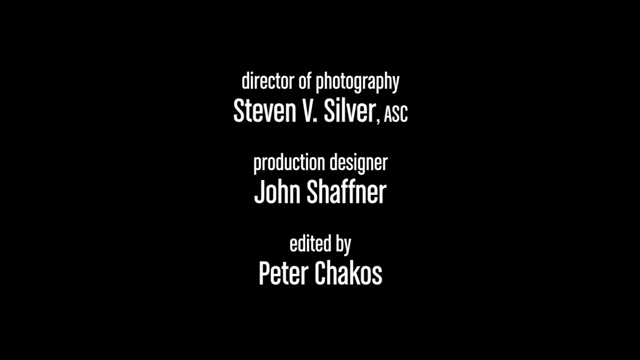 director of photography
Steven V. Silver, ASC
production designer
John Shaffner
edited by
Peter Chakos